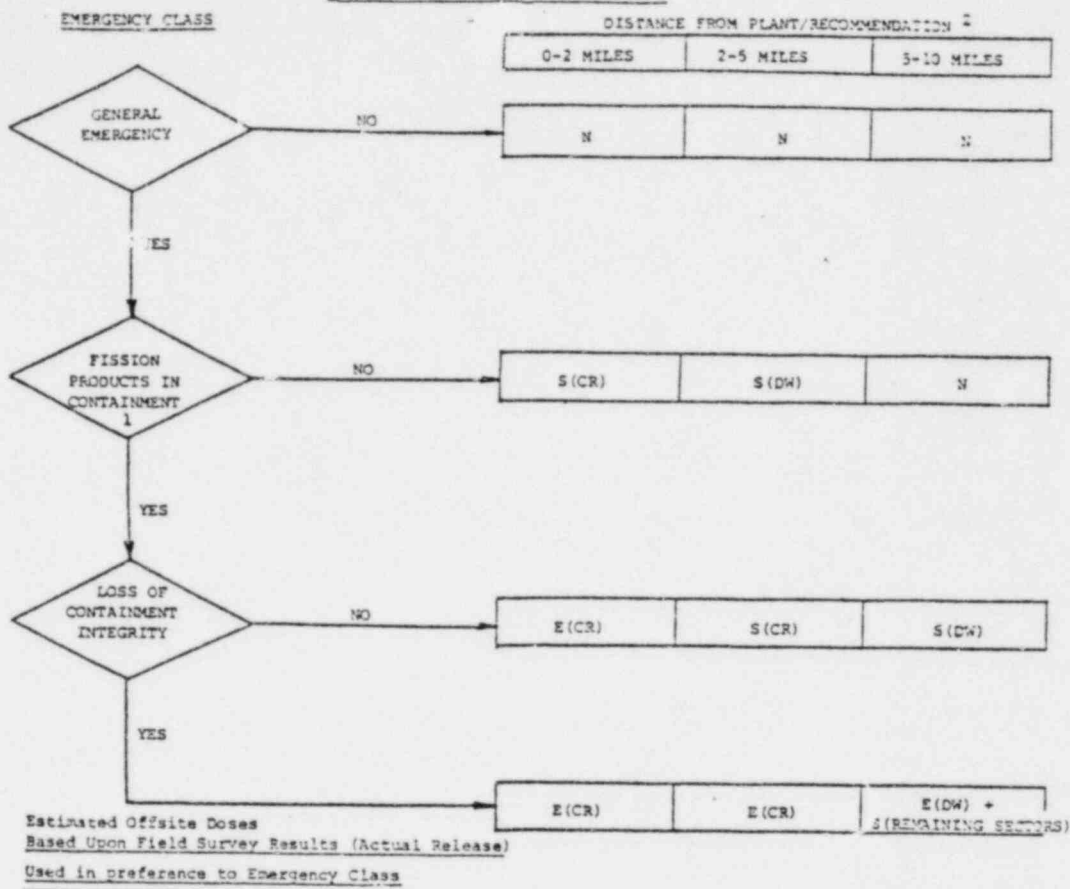 EMERGENCY CLASS
DISTANCE FROM PLANT/RECOMMENDATION 2
0-2 MILES
2-5 MILES
5-10 MILES
GENERAL
EMERGENCY
NO
N
N
N
YES
FISSION
PRODUCTS IN
CONTAINMENT
1
NO
S(CR)
S(DW)
N
YES
LOSS OF
CONTAINMENT
INTEGRITY
NO
E(CR)
S(CR)
S(DW)
YES
E(CR)
E(CR)
E(DW) +
S(REMAINING SECTORS)
Estimated Offsite Doses
Based Upon Field Survey Results (Actual Release)
Used in preference to Emergency Class